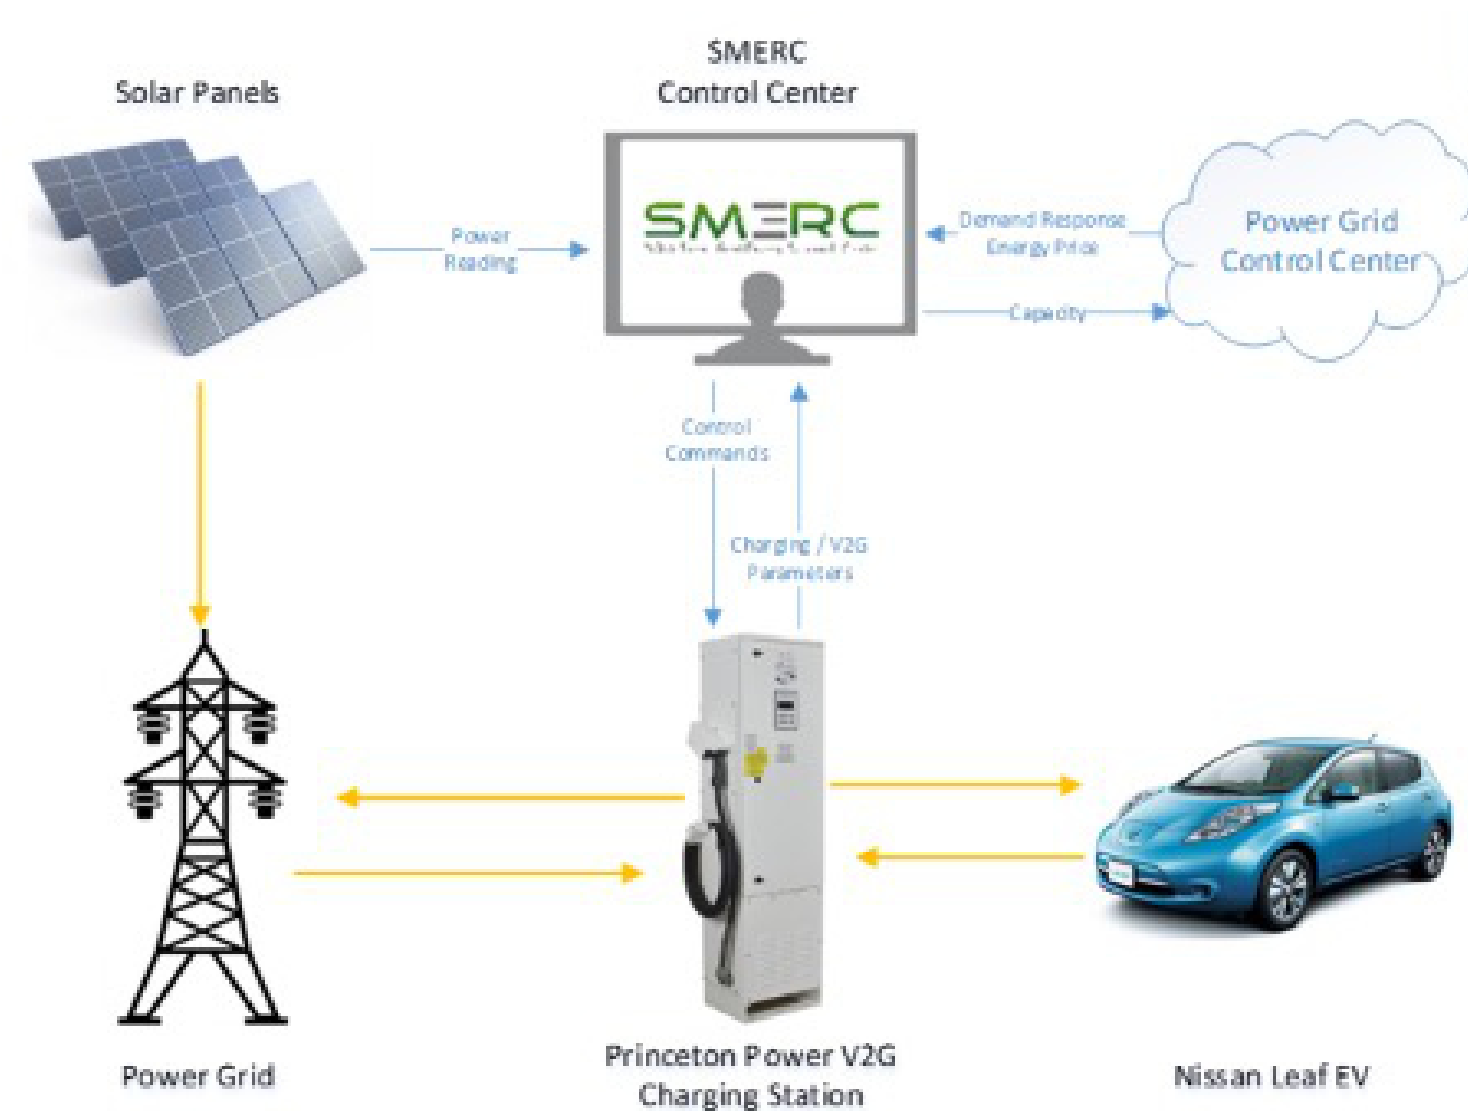 SMERC
Control Center
Solar Panels
SMERC
Power
Reading
Demand Response
Energy Price
Power Grid
Control Center
Capacity
Control
Commands
Charging / V2G
Parameters
Power Grid
Princeton Power V2G
Charging Station
Nissan Leaf EV